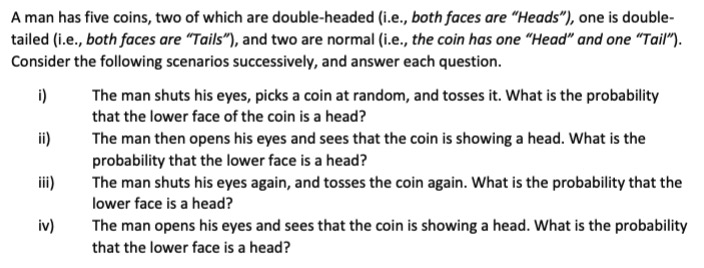 A man has five coins, two of which are double-headed (i.e., both faces are “Heads”), one is double-
tailed (i.e., both faces are “Tails”), and two are normal (i.e., the coin has one “Head” and one “Tail”).
Consider the following scenarios successively, and answer each question.
i) The man shuts his eyes, picks a coin at random, and tosses it. What is the probability
that the lower face of the coin is a head?
ii) The man then opens his eyes and sees that the coin is showing a head. What is the
probability that the lower face is a head?
iii) The man shuts his eyes again, and tosses the coin again. What is the probability that the
lower face is a head?
iv) The man opens his eyes and sees that the coin is showing a head. What is the probability
that the lower face is a head?